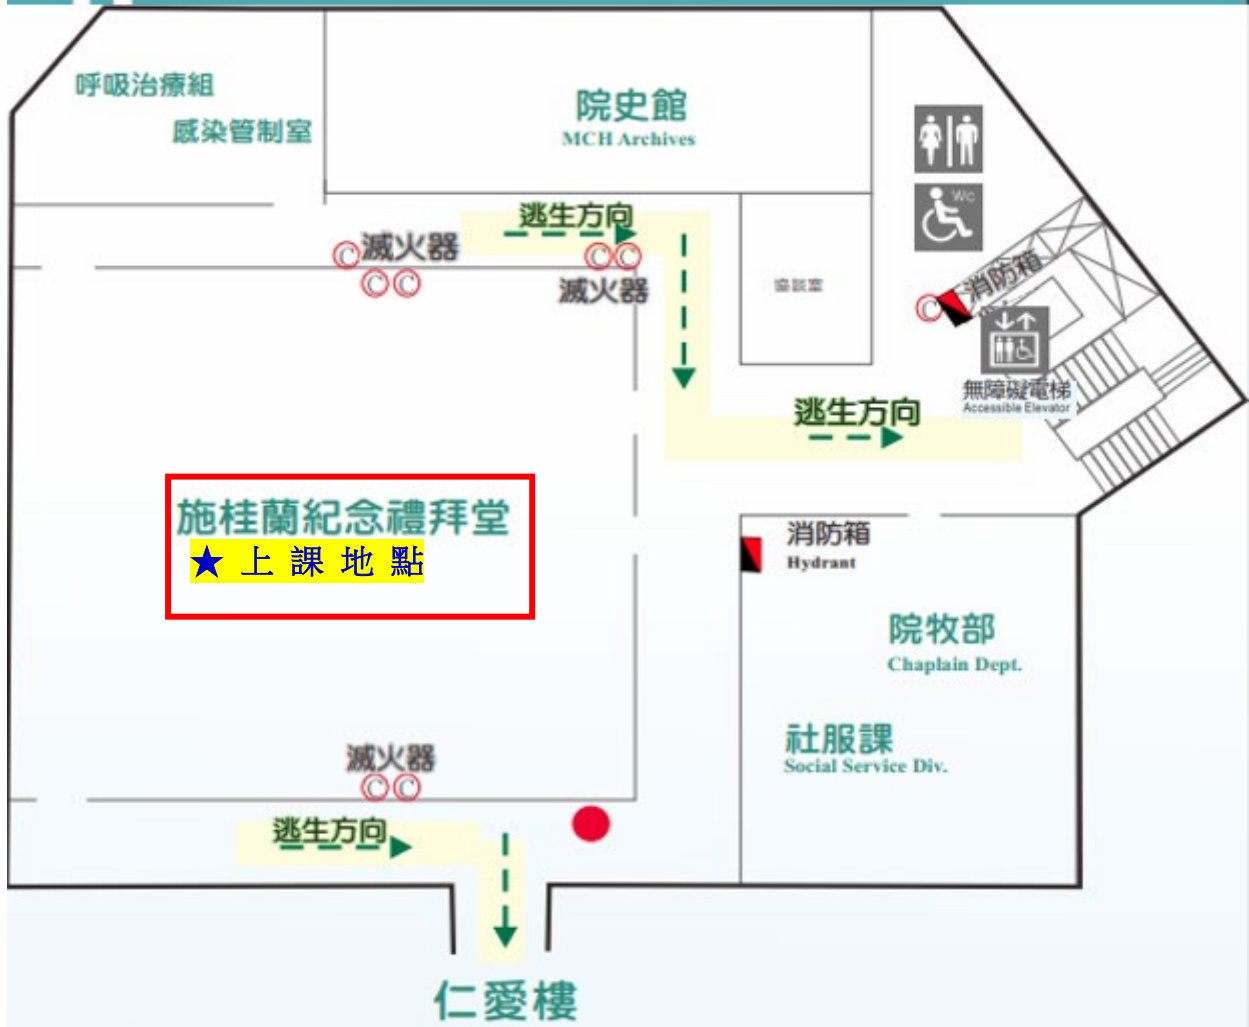 呼吸治療組
感染管制室
院史館
MCH Archives
WC
逃生方向
C 滅火器
C C
C C
滅火器
協談室
C 消防箱
無障礙電梯
Accessible Elevator
逃生方向
施桂蘭紀念禮拜堂
★上課地點
消防箱
Hydrant
院牧部
Chaplain Dept.
社服課
Social Service Div.
滅火器
C C
逃生方向
仁愛樓